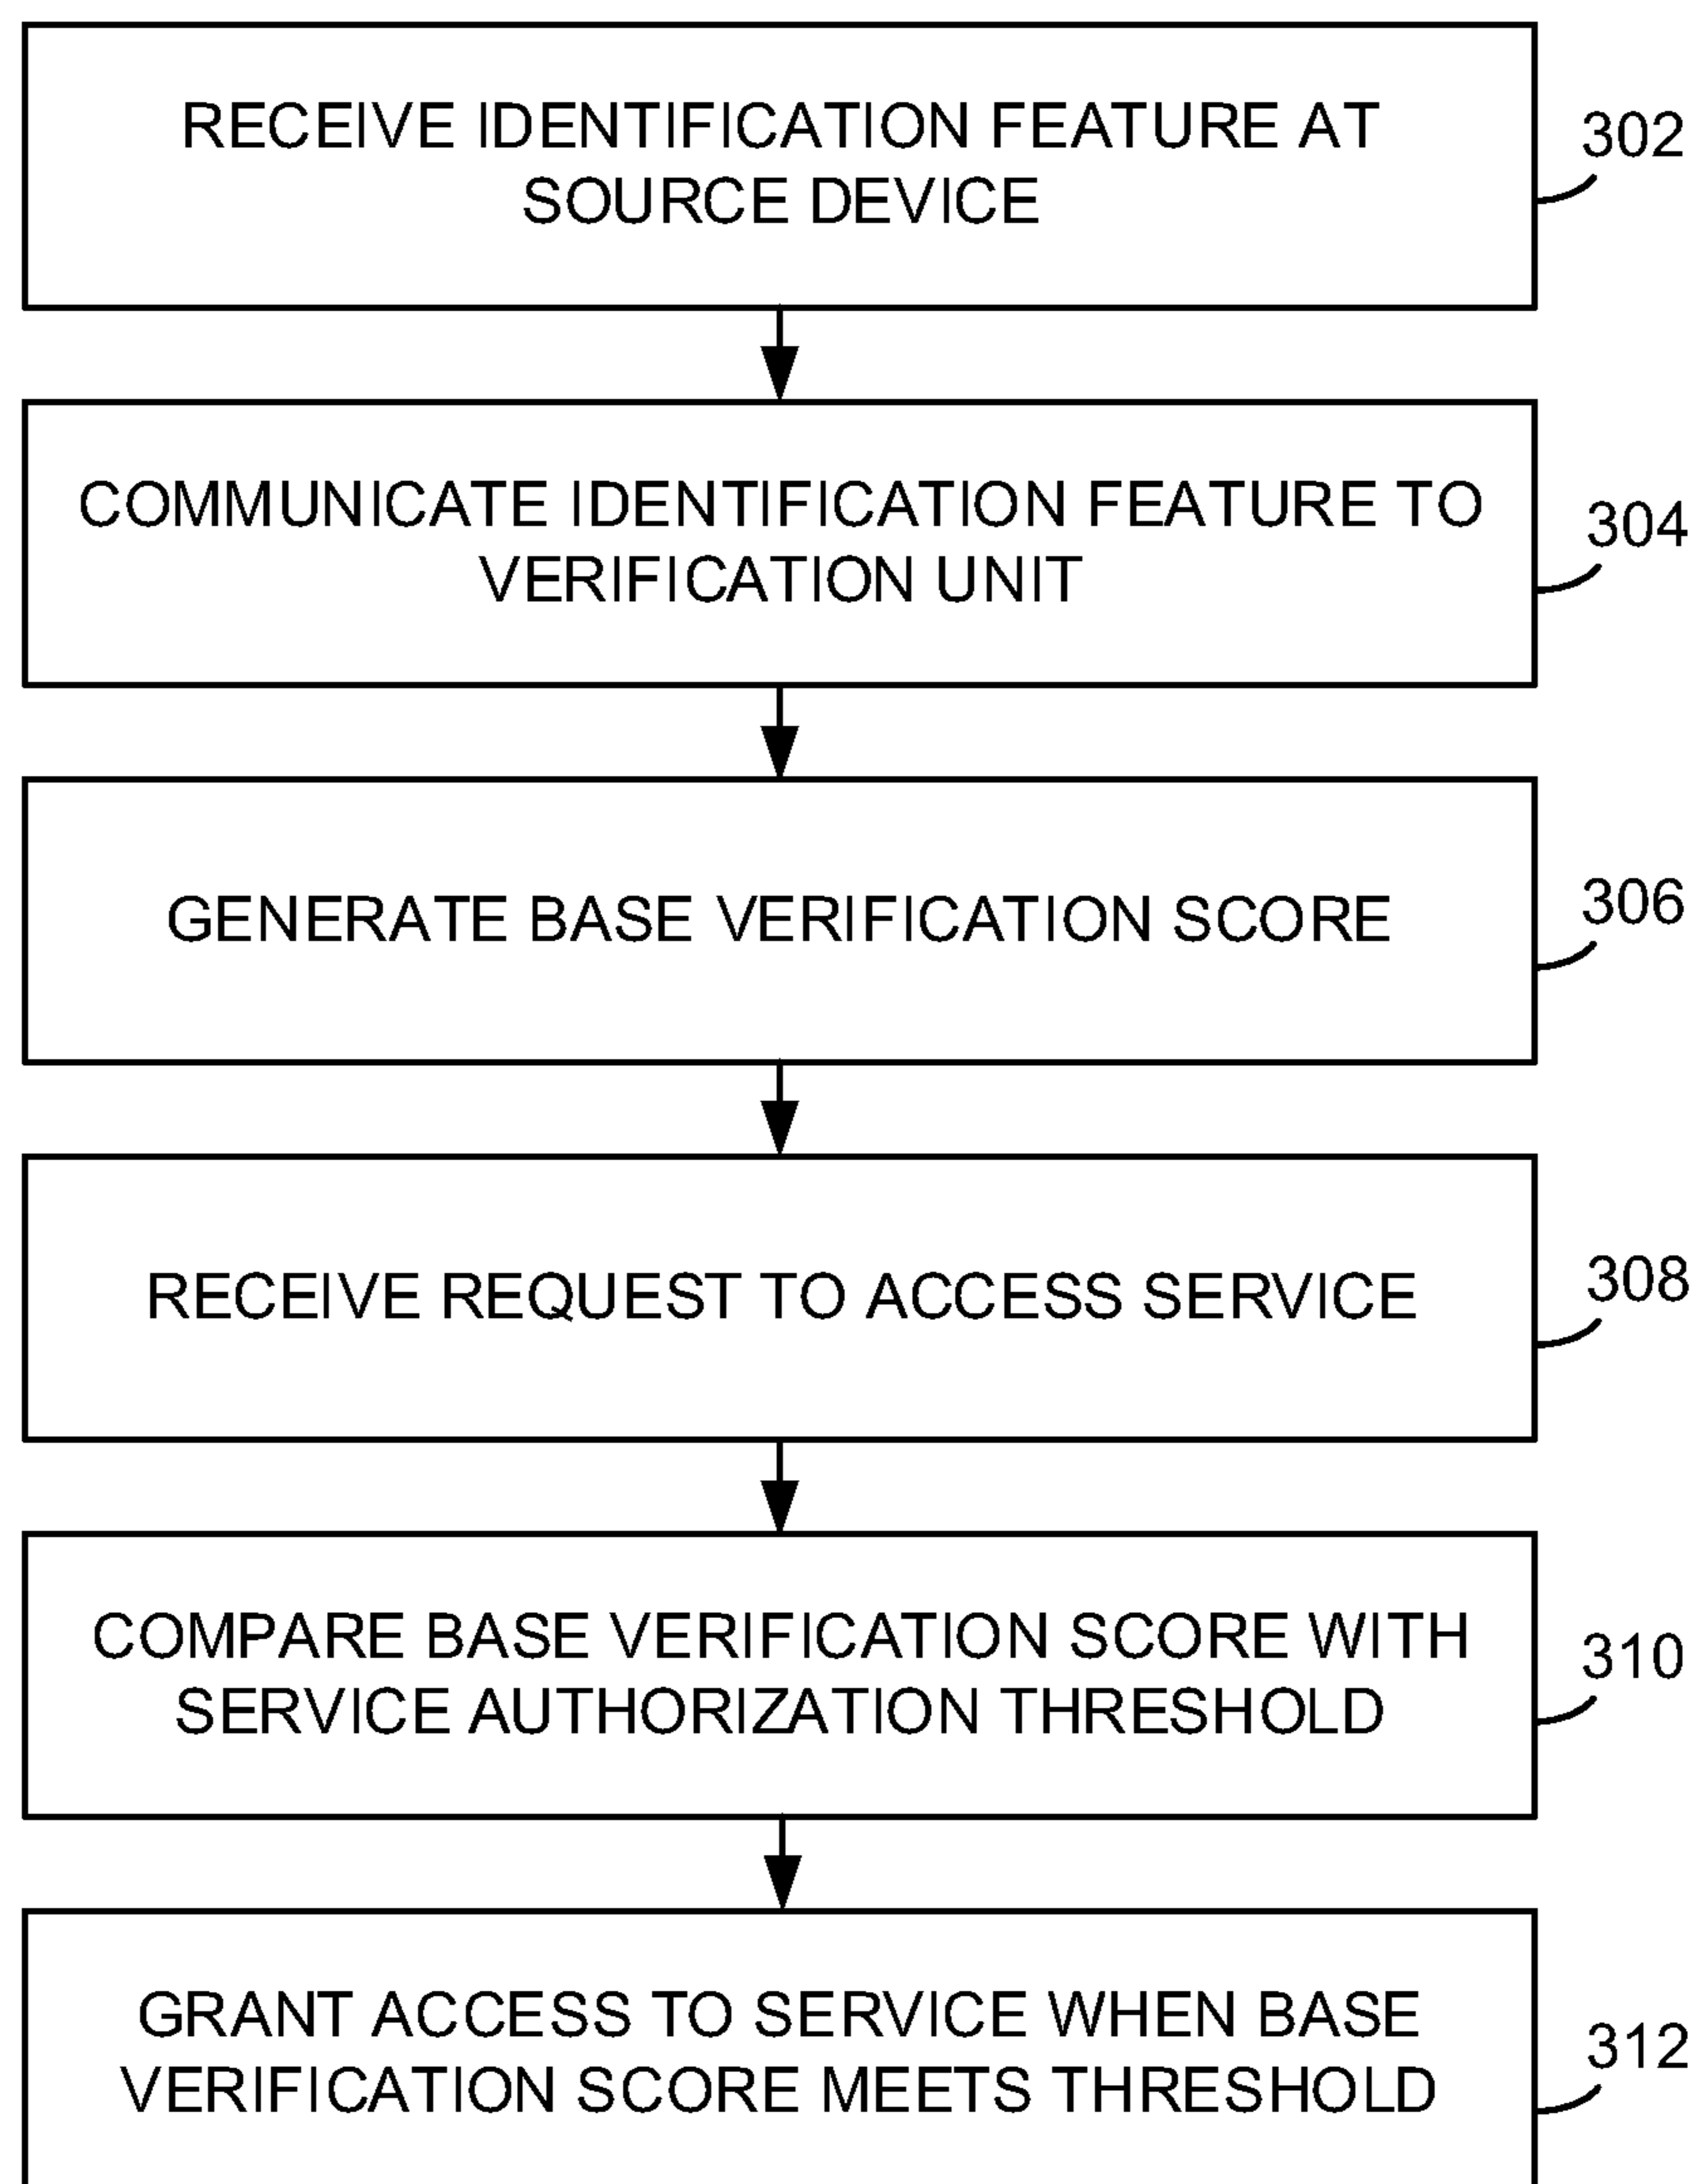 RECEIVE IDENTIFICATION FEATURE AT
SOURCE DEVICE
302
COMMUNICATE IDENTIFICATION FEATURE TO
VERIFICATION UNIT
304
GENERATE BASE VERIFICATION SCORE
306
RECEIVE REQUEST TO ACCESS SERVICE
308
COMPARE BASE VERIFICATION SCORE WITH
SERVICE AUTHORIZATION THRESHOLD
310
GRANT ACCESS TO SERVICE WHEN BASE
VERIFICATION SCORE MEETS THRESHOLD
312